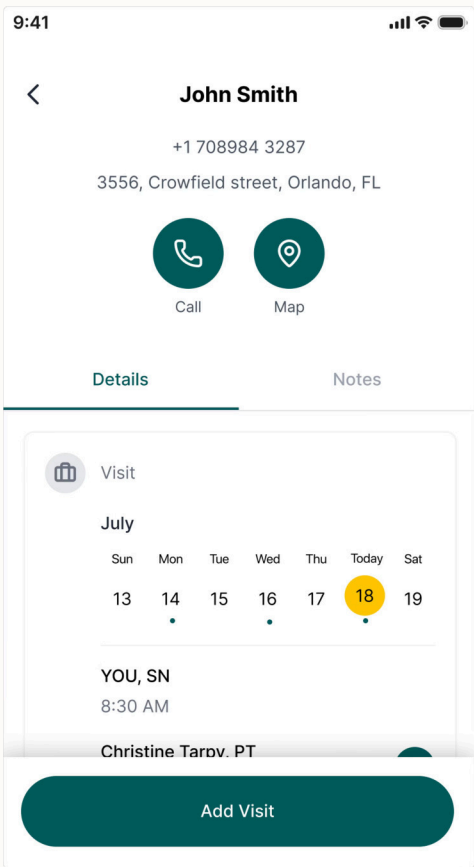 9:41
John Smith
+1 708984 3287
3556, Crowfield street, Orlando, FL
Call Map
Details Notes
Visit
July
Sun Mon Tue Wed Thu Today Sat
13 14 15 16 17 18 19
YOU, SN
8:30 AM
Christine Tarpy, PT
Add Visit